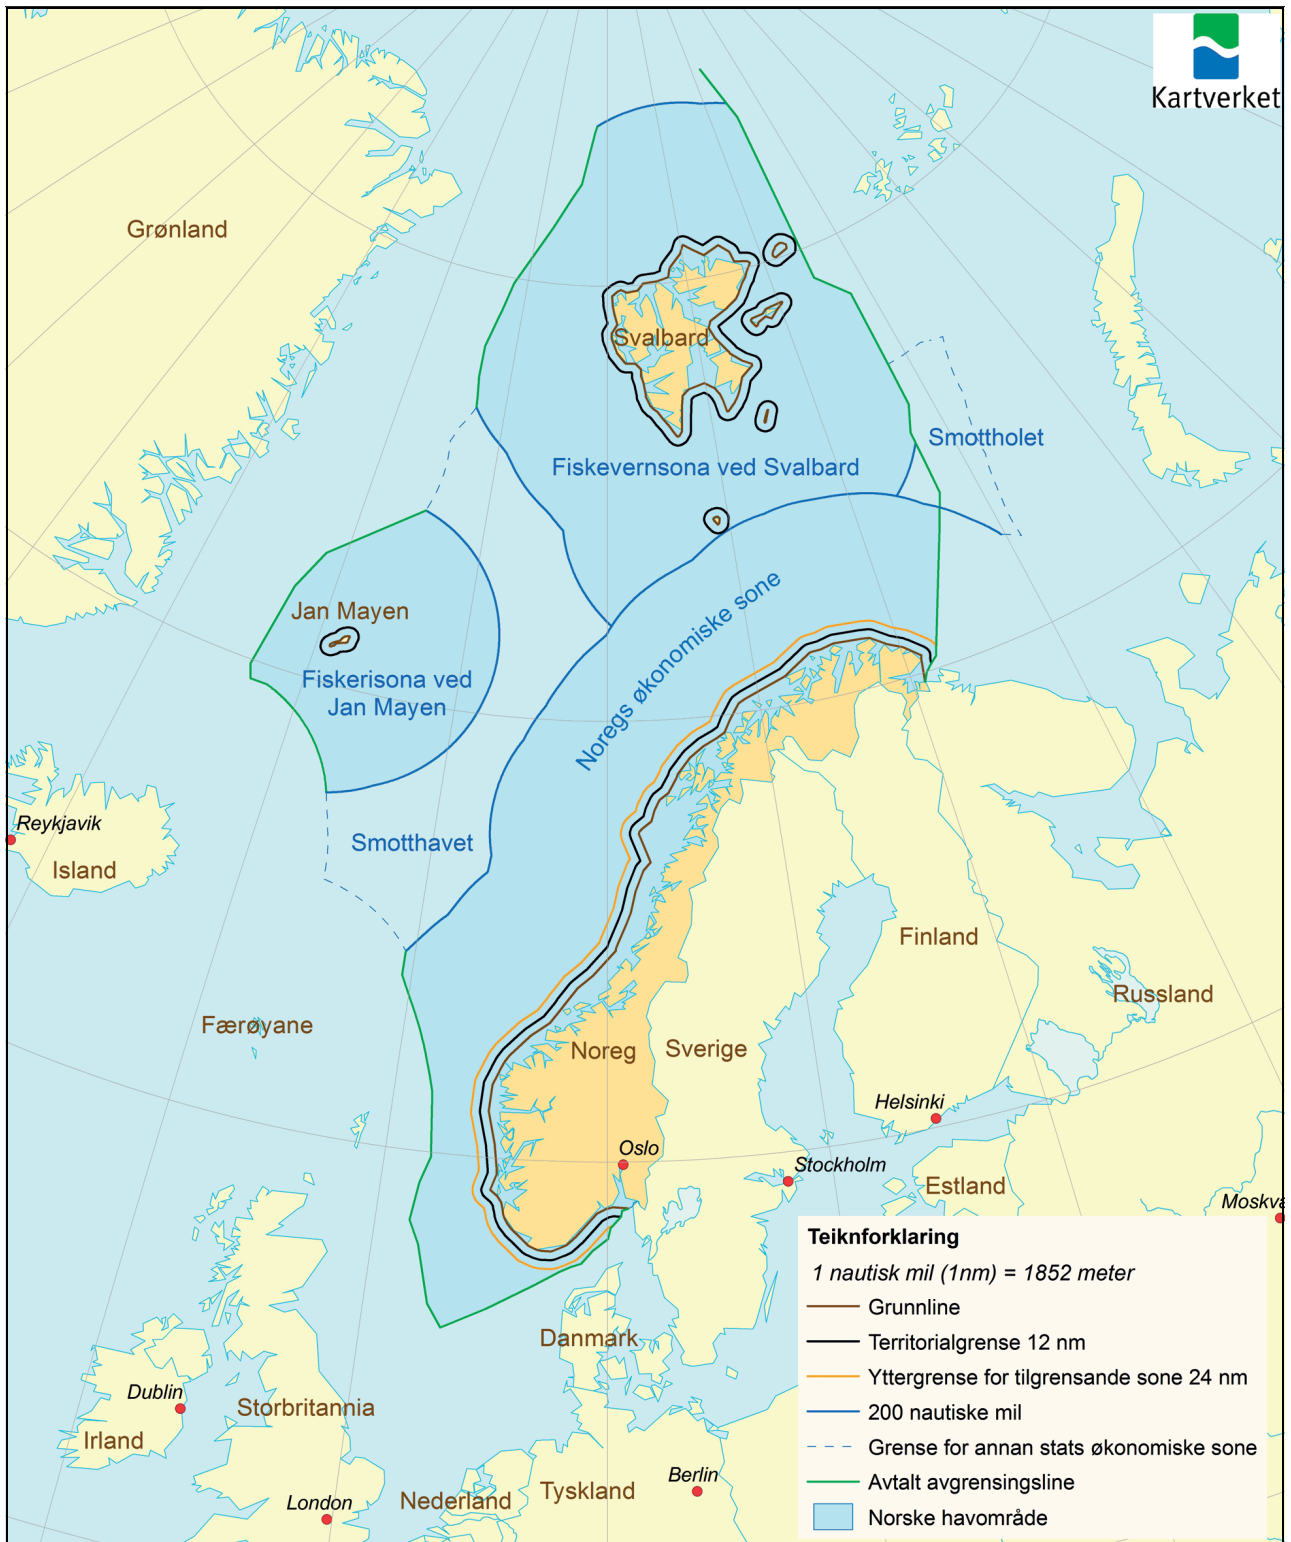 Kartverket
Grønland
Svalbard
Smottholet
Fiskevernsona ved Svalbard
Jan Mayen
Fiskerisona ved
Jan Mayen
Noregs økonomiske sone
Reykjavik
Island
Smotthavet
Finland
Russland
Færøyane
Noreg
Sverige
Helsinki
Oslo
Stockholm
Estland
Moskva
Danmark
Dublin
Storbritannia
Irland
London
Nederland
Tyskland
Berlin
Teiknforklaring
1 nautisk mil (1nm) = 1852 meter
Grunnline
Territorialgrense 12 nm
Yttergrense for tilgrensande sone 24 nm
200 nautiske mil
Grense for annan stats økonomiske sone
Avtalt avgrensingsline
Norske havområde